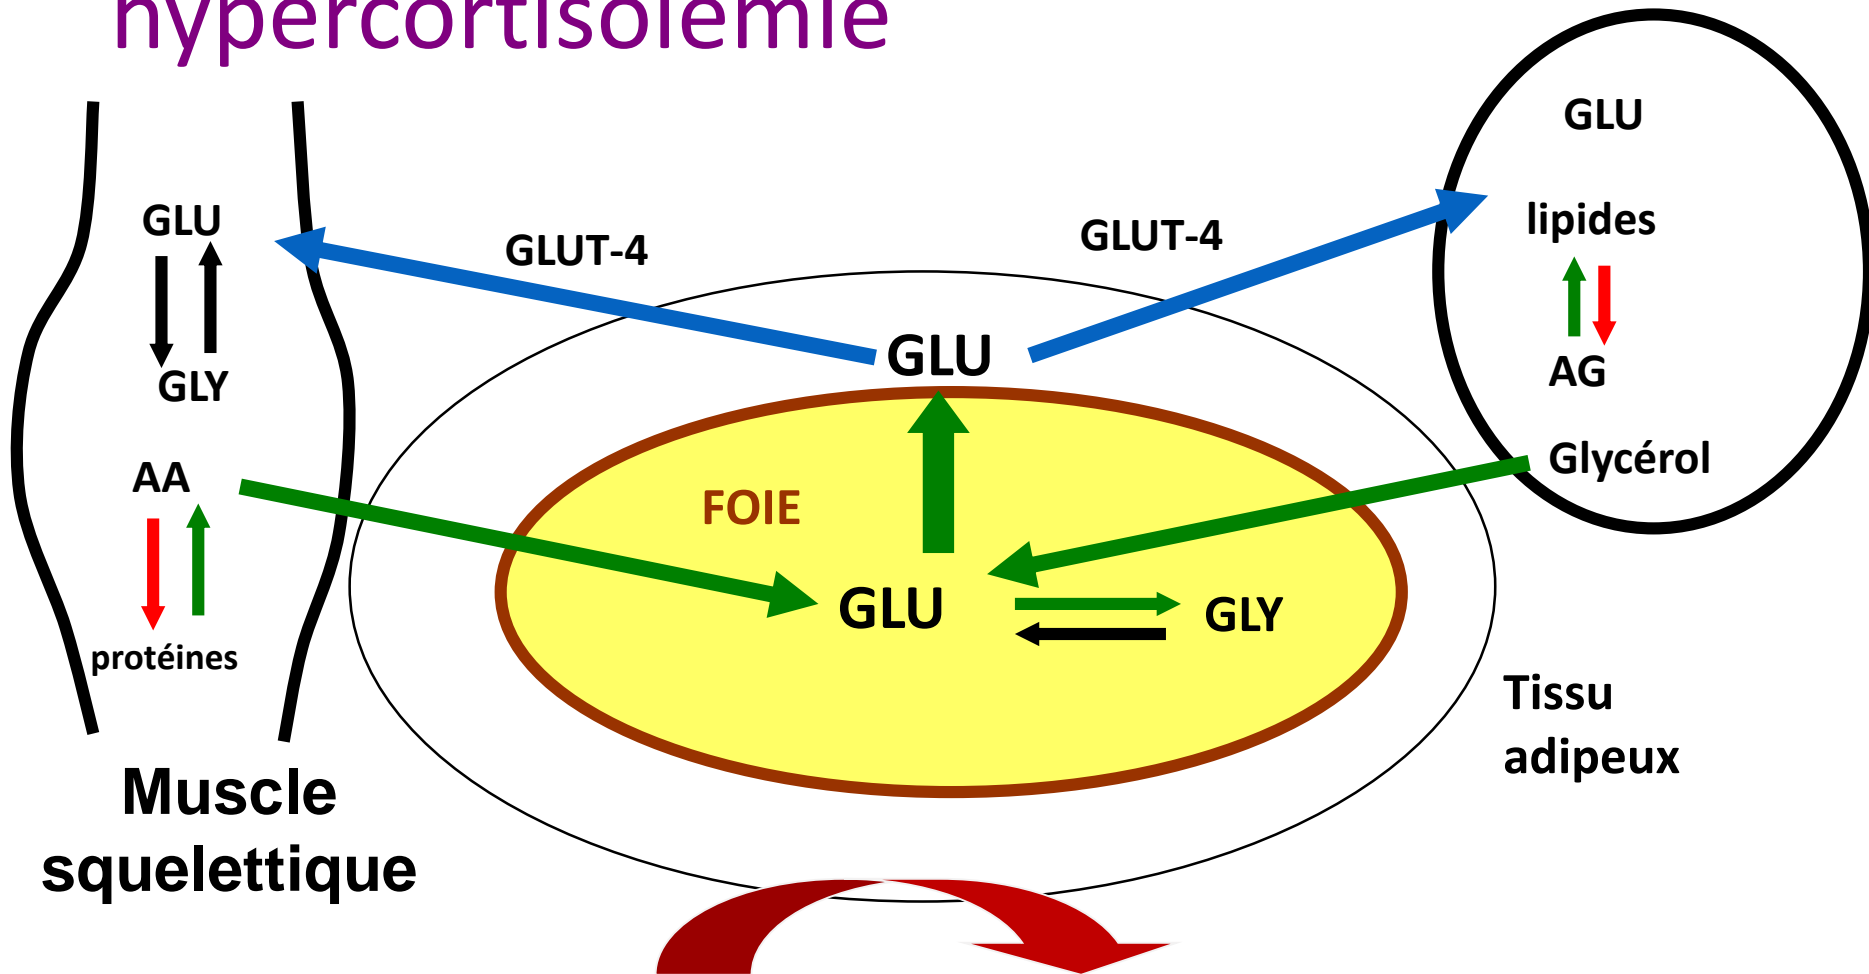 hypercortisolémie
GLU
GLU
GLUT-4
GLUT-4
lipides
GLU
GLY
AG
AA
FOIE
Glycérol
GLU
GLY
protéines
Tissu
adipeux
Muscle
squelettique